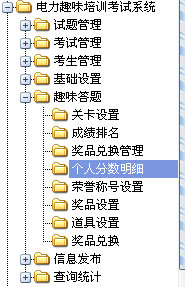 电力趣味培训考试系统
试题管理
考试管理
考生管理
基础设置
趣味答题
关卡设置
成绩排名
奖品兑换管理
个人分数明细
荣誉称号设置
奖品设置
道具设置
奖品兑换
信息发布
查询统计